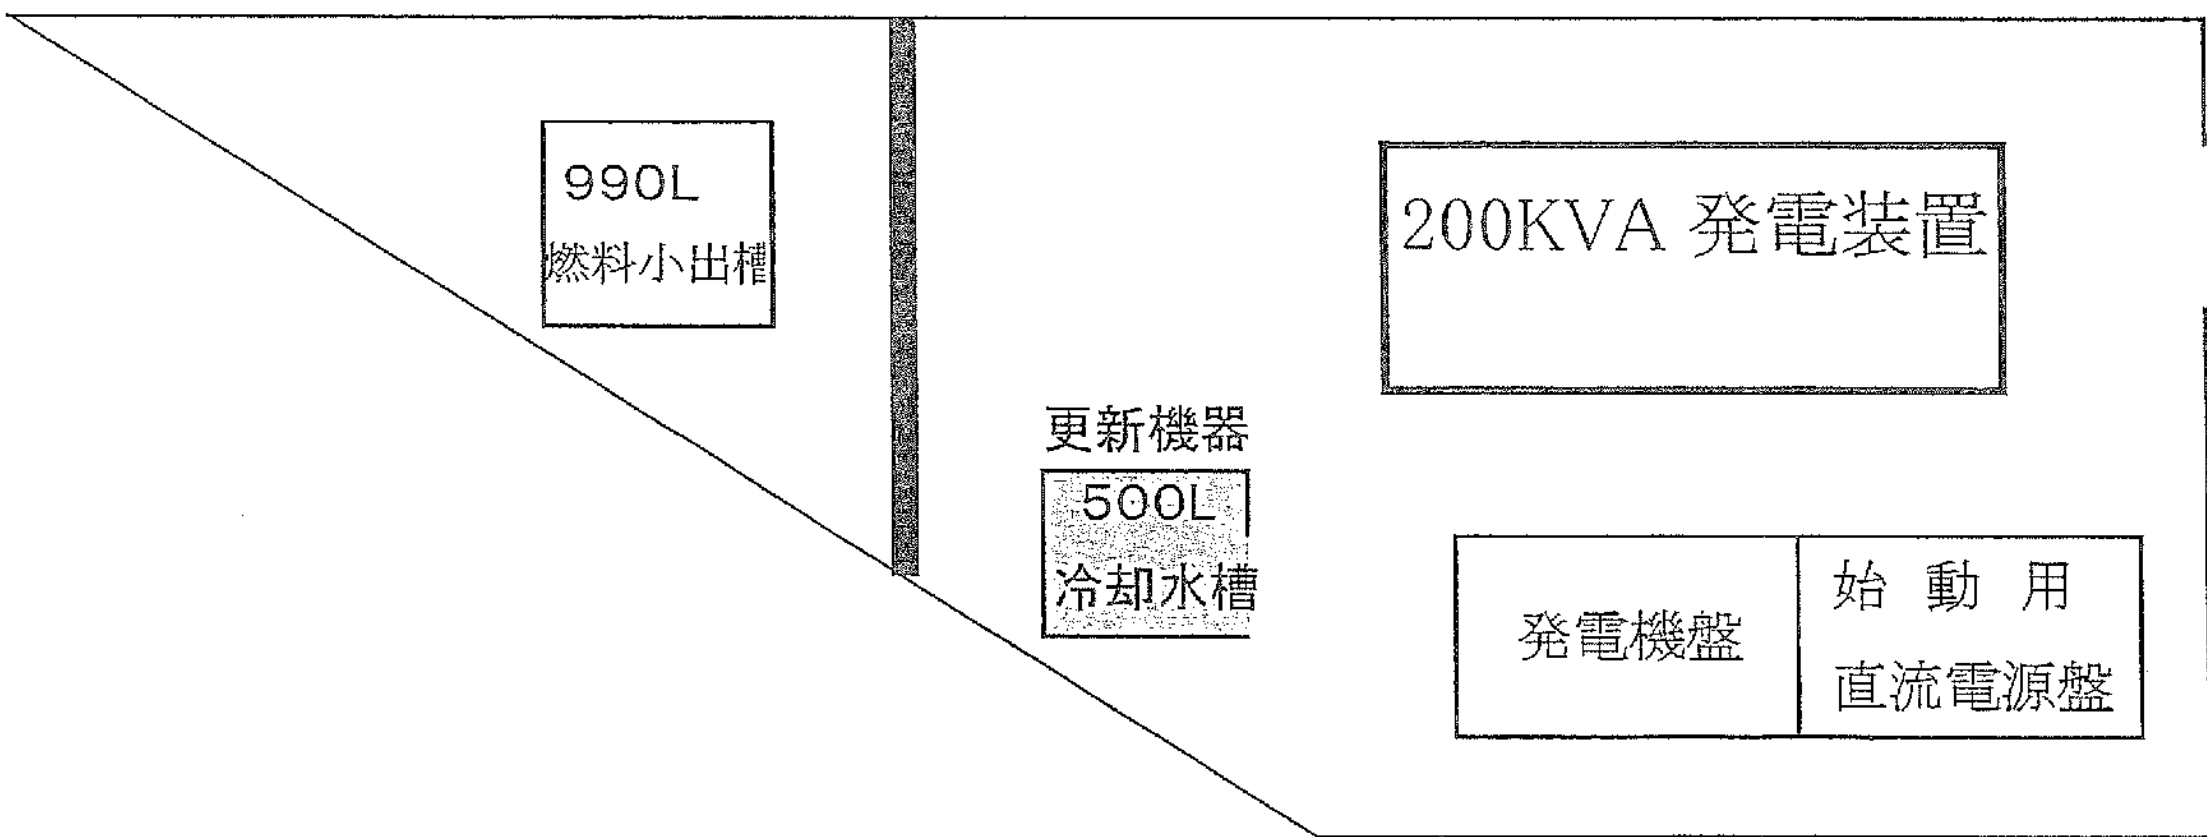 990L
燃料小出槽
200KVA 発電装置
更新機器
500L
冷却水槽
発電機盤
始 動 用
直流電源盤